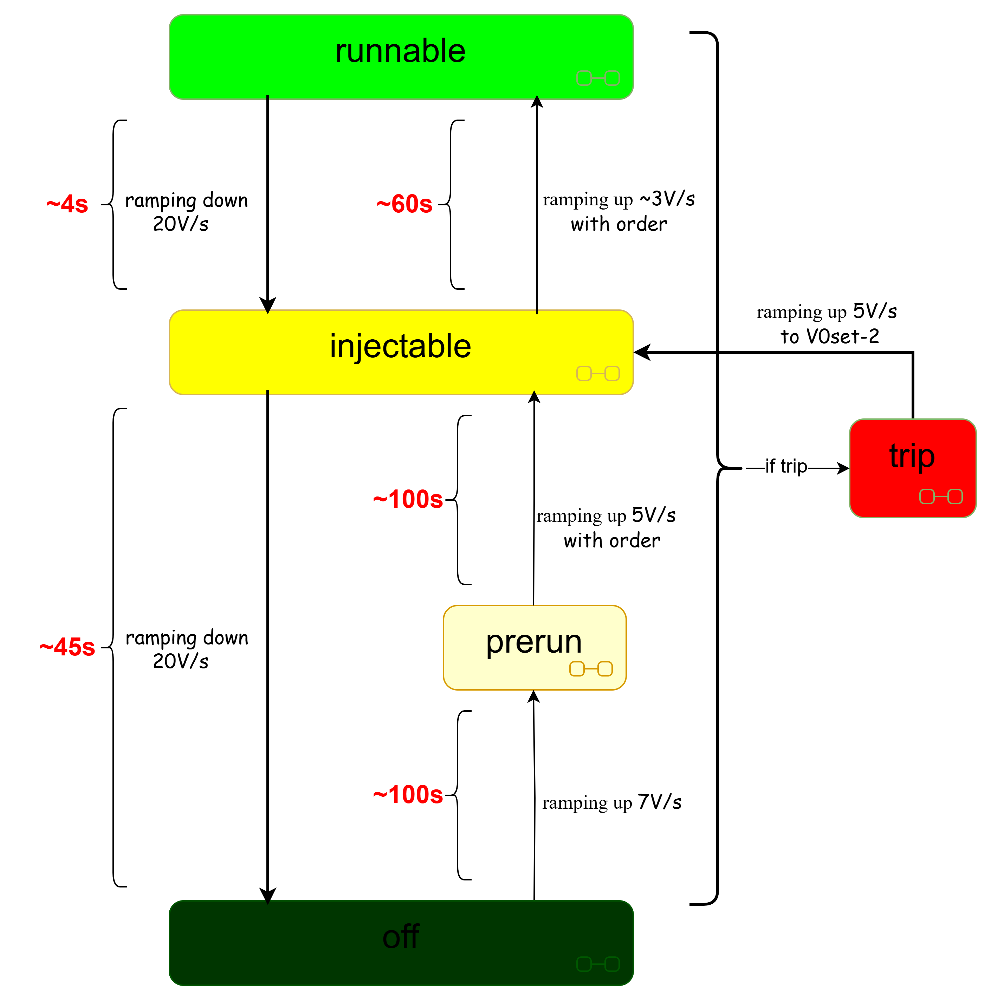 runnable
~4s
ramping down
20V/s
~60s
ramping up ~3V/s
with order
injectable
ramping up 5V/s
to V0set-2
trip
if trip
~100s
ramping up 5V/s
with order
~45s
ramping down
20V/s
prerun
~100s
ramping up 7V/s
off